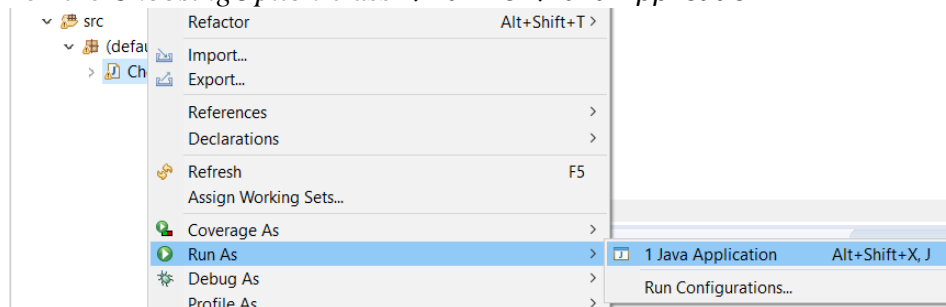 src
Refactor Alt+Shift+T >
(defau
Import...
> Ch
Export...
References >
Declarations >
Refresh F5
Assign Working Sets...
Coverage As >
Run As > 1 Java Application Alt+Shift+X, J
Debug As > Run Configurations...
Profile As >